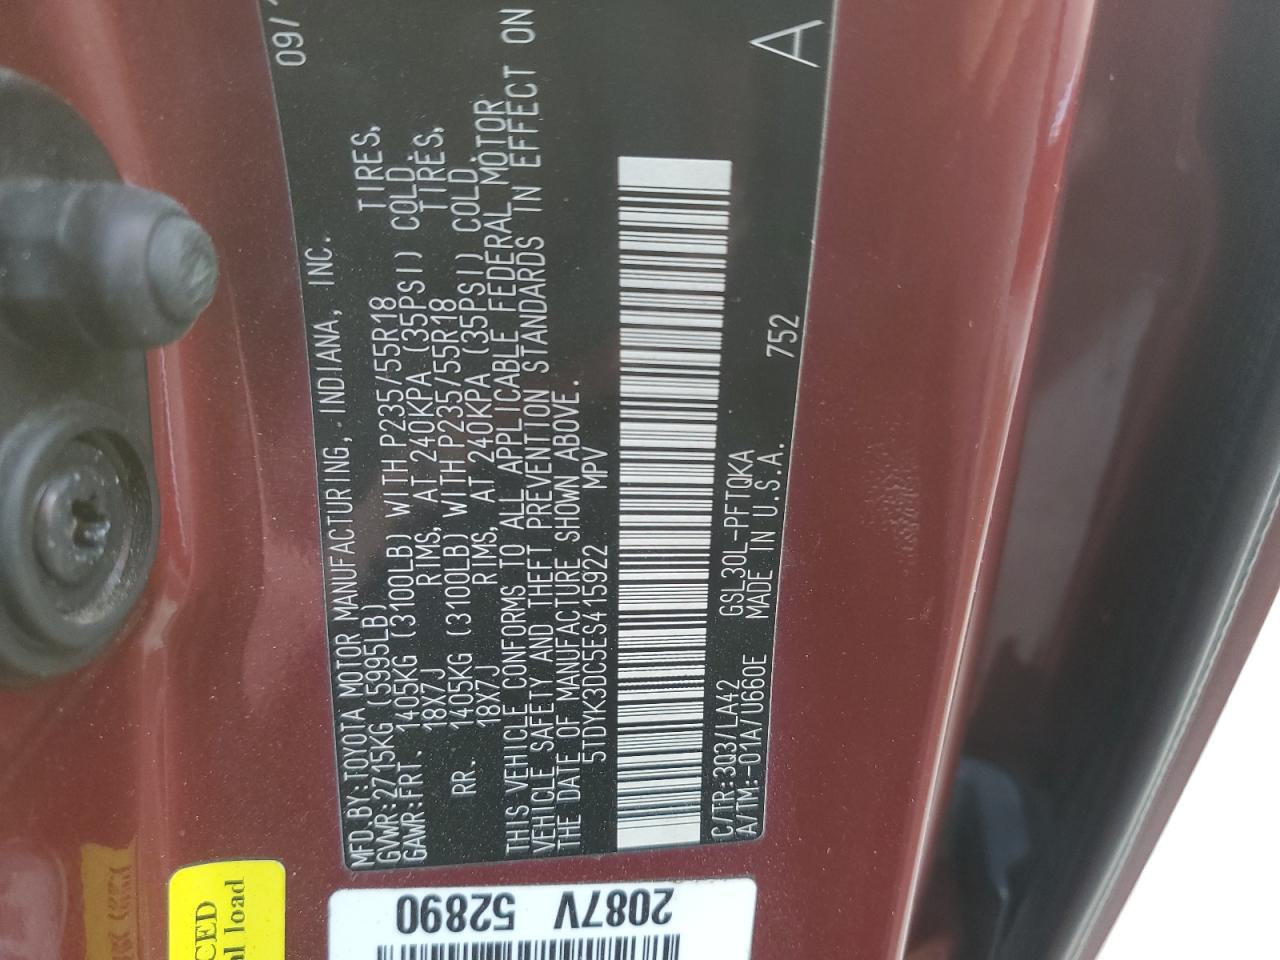 MFD.BY:TOYOTA MOTOR MANUFACTURING, INDIANA, INC. 09/
GVWR:2715KG (5995LB)
GAWR:FRT. 1405KG (3100LB) WITH P235/55R18 TIRES,
18X7J RIMS, AT 240KPA (35PSI) COLD.
RR. 1405KG (3100LB) WITH P235/55R18 TIRES,
18X7J RIMS, AT 240KPA (35PSI) COLD.
THIS VEHICLE CONFORMS TO ALL APPLICABLE FEDERAL MOTOR
VEHICLE SAFETY AND THEFT PREVENTION STANDARDS IN EFFECT ON
THE DATE OF MANUFACTURE SHOWN ABOVE.
5TDYK3DC5ES415922 MPV
C/TR:3Q3/LA42 GSL30L-PFTQKA 752
A/TM:-01A/U660E MADE IN U.S.A. A
2087V
52890
CED
load